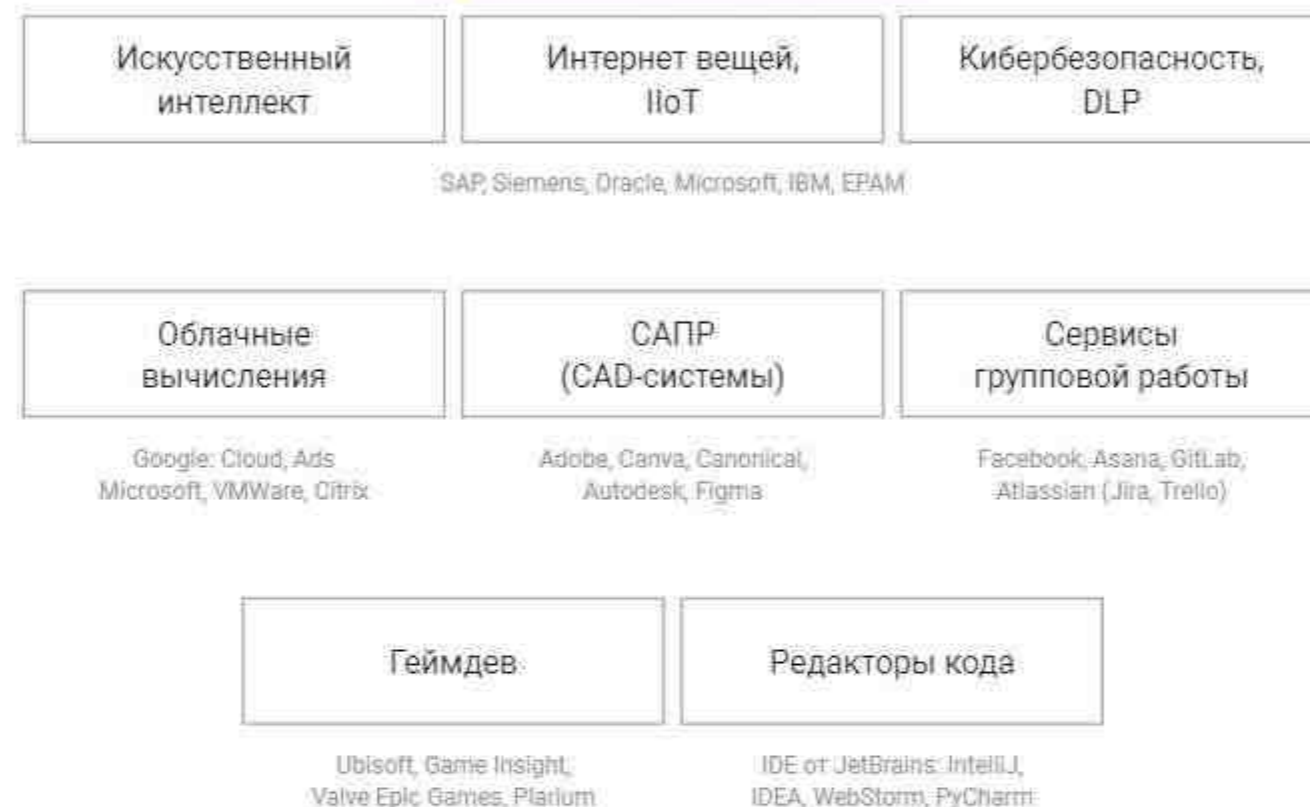 Искусственный
интеллект
Интернет вещей,
IIoT
Кибербезопасность,
DLP
SAP, Siemens, Oracle, Microsoft, IBM, EPAM
Облачные
вычисления
САПР
(CAD-системы)
Сервисы
групповой работы
Google: Cloud, Ads
Microsoft, VMWare, Citrix
Adobe, Canva, Canonical,
Autodesk, Figma
Facebook, Asana, GitLab,
Atlassian (Jira, Trello)
Геймдев
Редакторы кода
Ubisoft, Game Insight,
Valve Epic Games, Plarium
IDE от JetBrains: IntelliJ,
IDEA, WebStorm, PyCharm